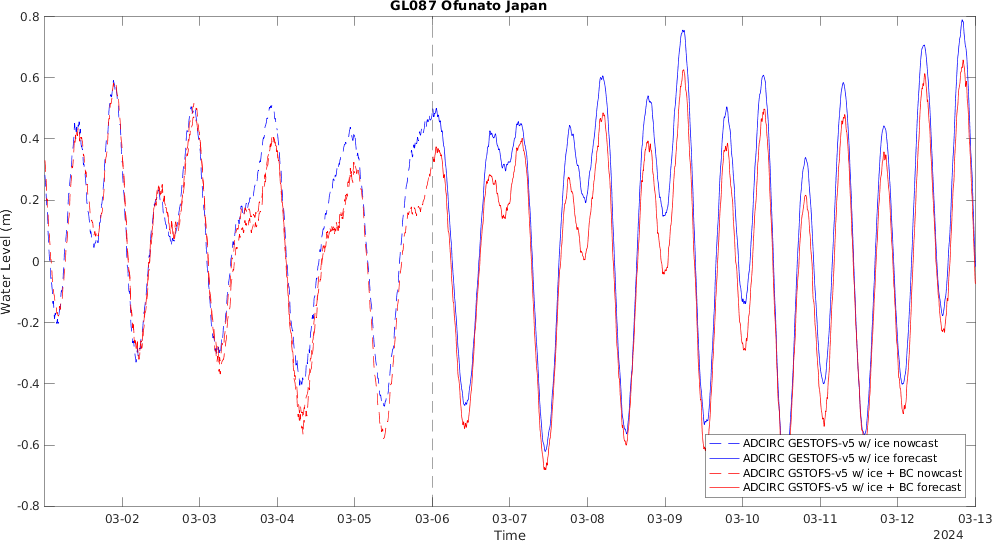 GL087 Ofunato Japan
0.8
0.6
0.4
0.2
0
-0.2
-0.4
-0.6
-0.8
Water Level (m)
ADCIRC GESTOFS-v5 w/ ice nowcast
ADCIRC GESTOFS-v5 w/ ice forecast
ADCIRC GSTOFS-v5 w/ ice + BC nowcast
ADCIRC GSTOFS-v5 w/ ice + BC forecast
03-02 03-03 03-04 03-05 03-06 03-07 03-08 03-09 03-10 03-11 03-12 03-13
Time
2024